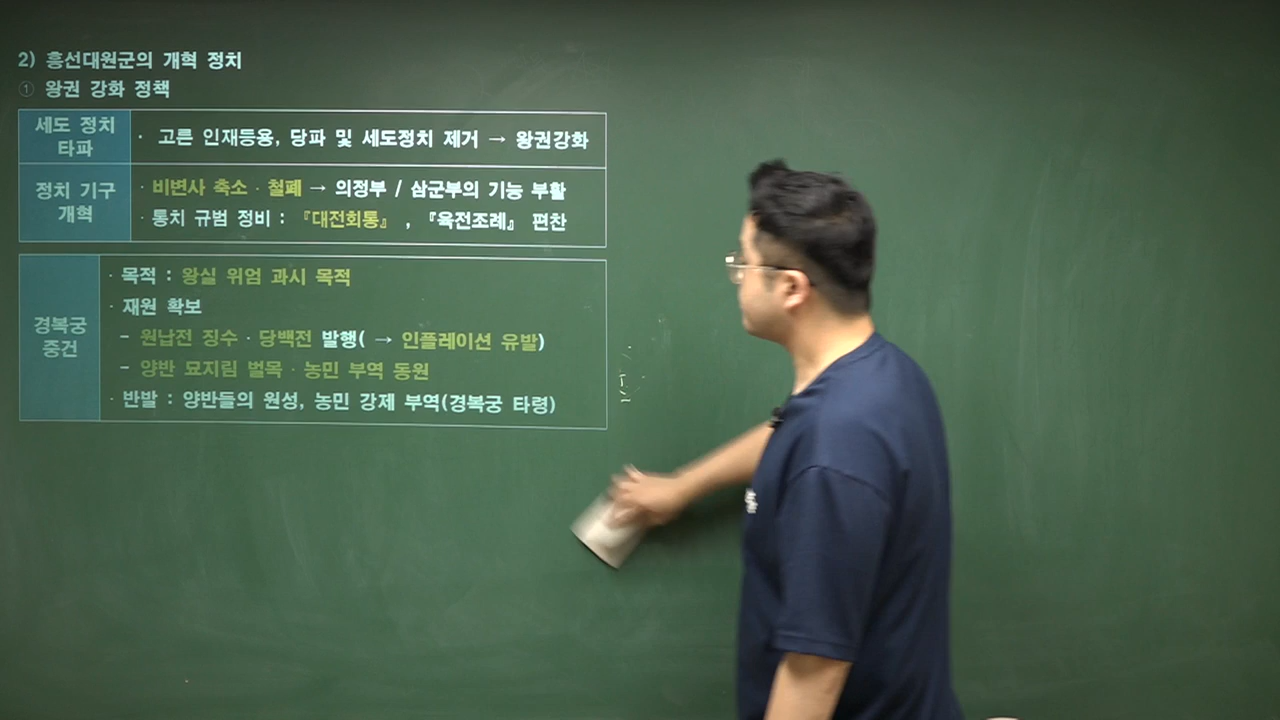 2) 흥선대원군의 개혁 정치
① 왕권 강화 정책
세도 정치
타파
· 고른 인재등용, 당파 및 세도정치 제거 → 왕권강화
정치 기구
개혁
· 비변사 축소 · 철폐 → 의정부 / 삼군부의 기능 부활
· 통치 규범 정비 : 『대전회통』 , 『육전조례』 편찬
경복궁
중건
· 목적 : 왕실 위엄 과시 목적
· 재원 확보
- 원납전 징수 · 당백전 발행( → 인플레이션 유발)
- 양반 묘지림 벌목 · 농민 부역 동원
· 반발 : 양반들의 원성, 농민 강제 부역(경복궁 타령)